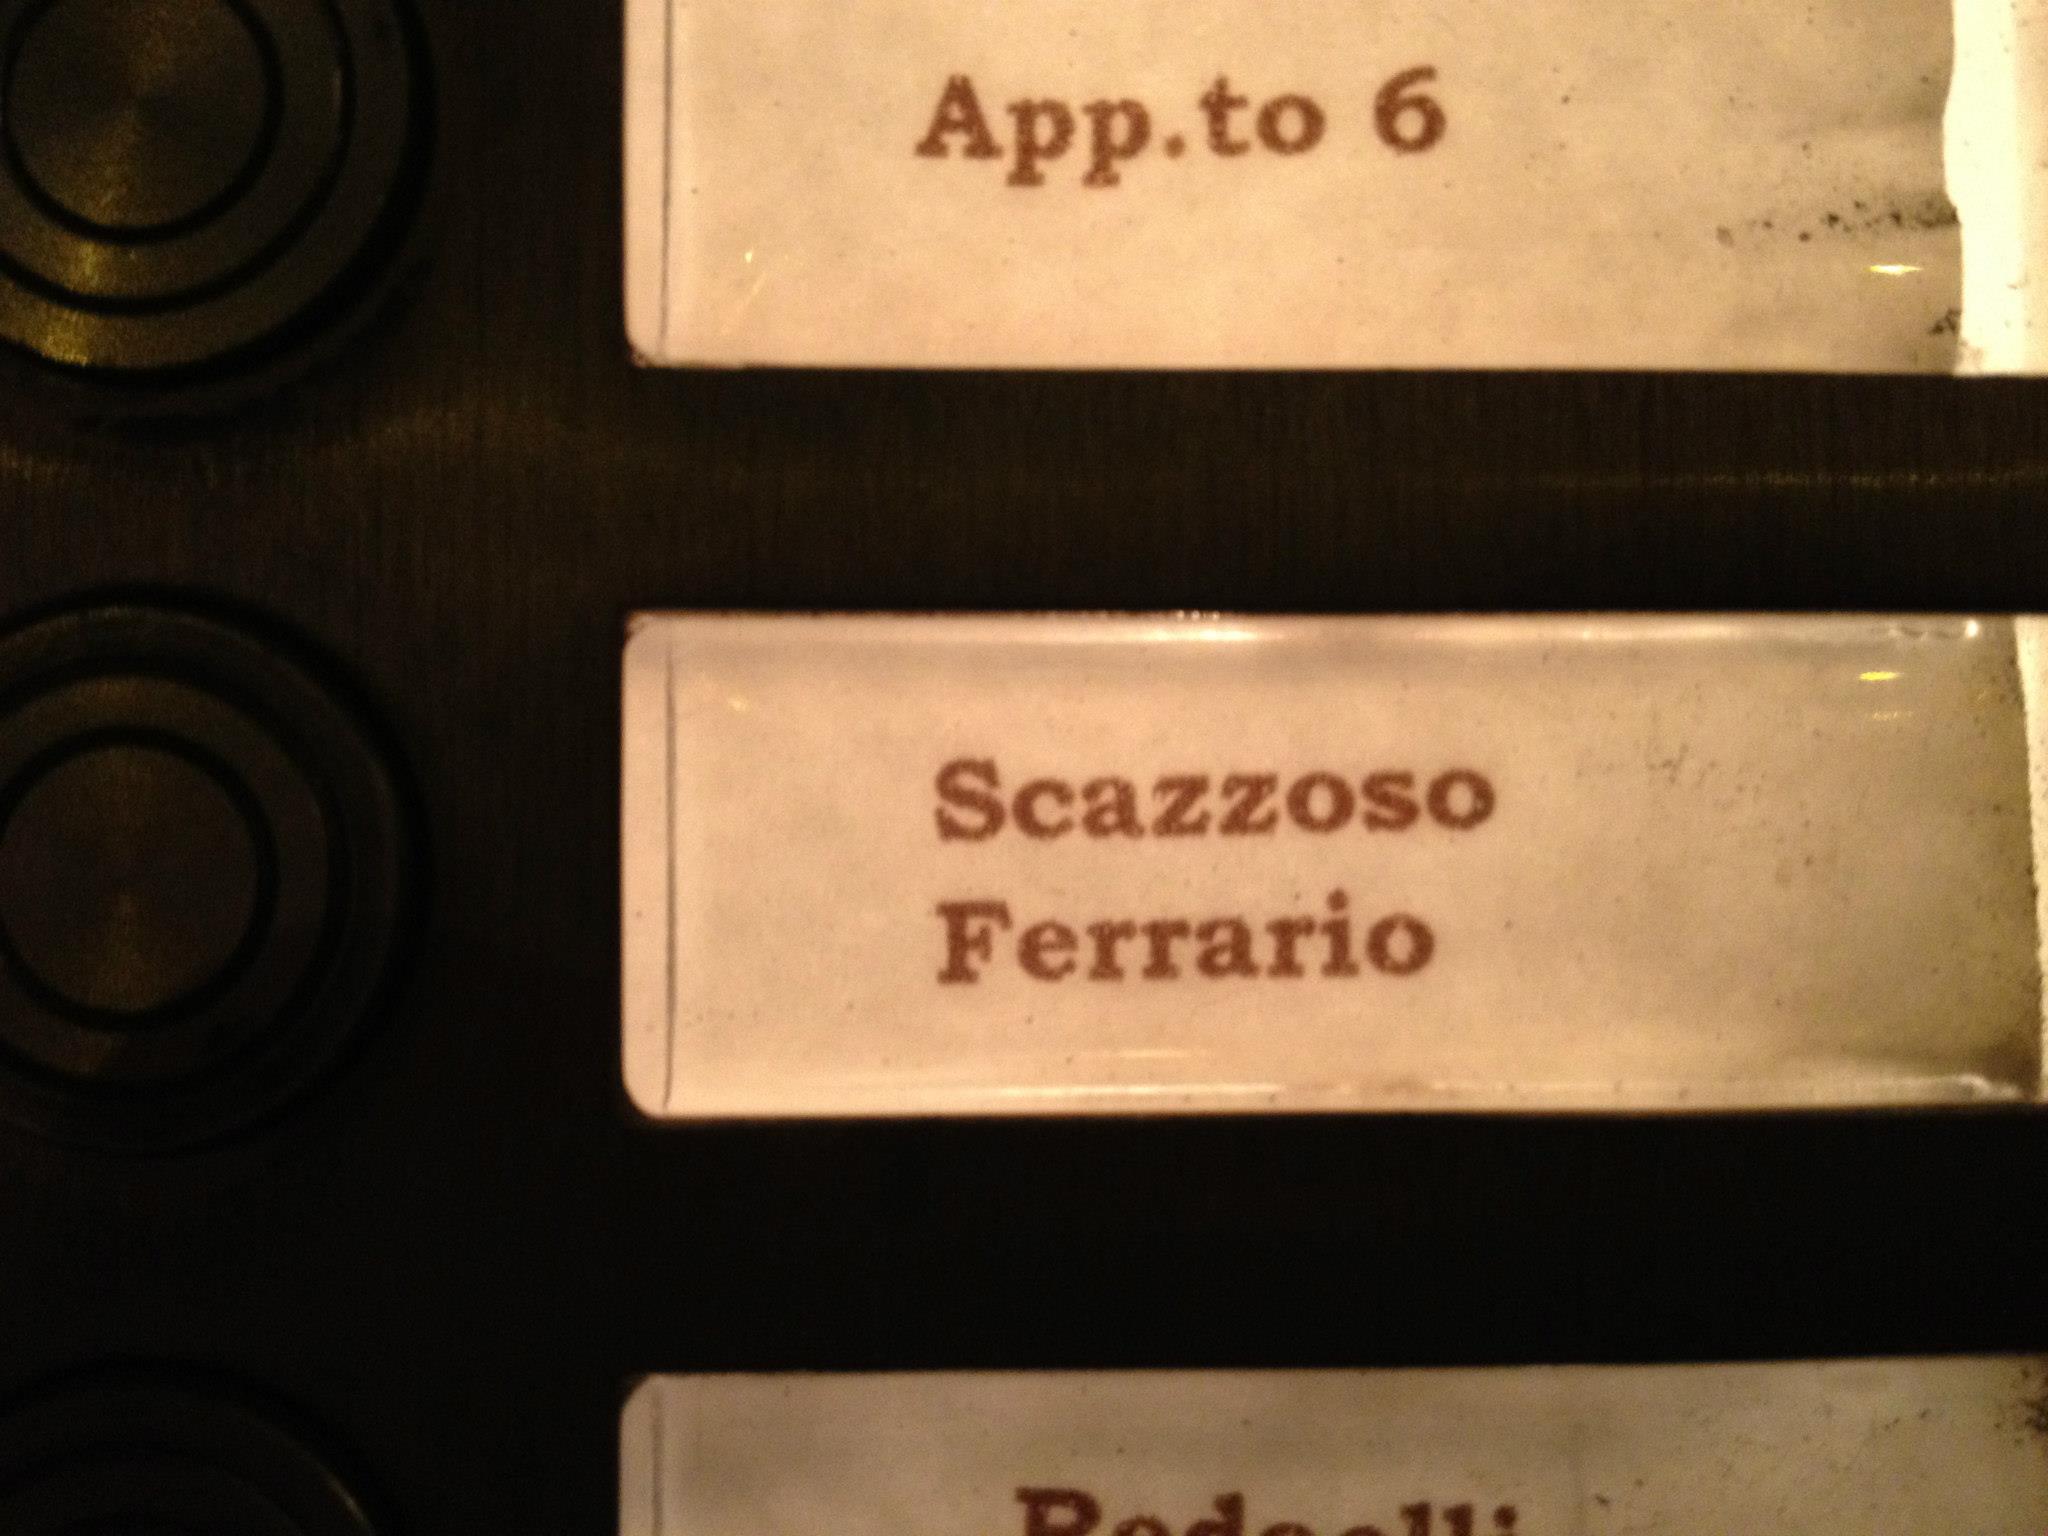 App.to 6
Scazzoso
Ferrario